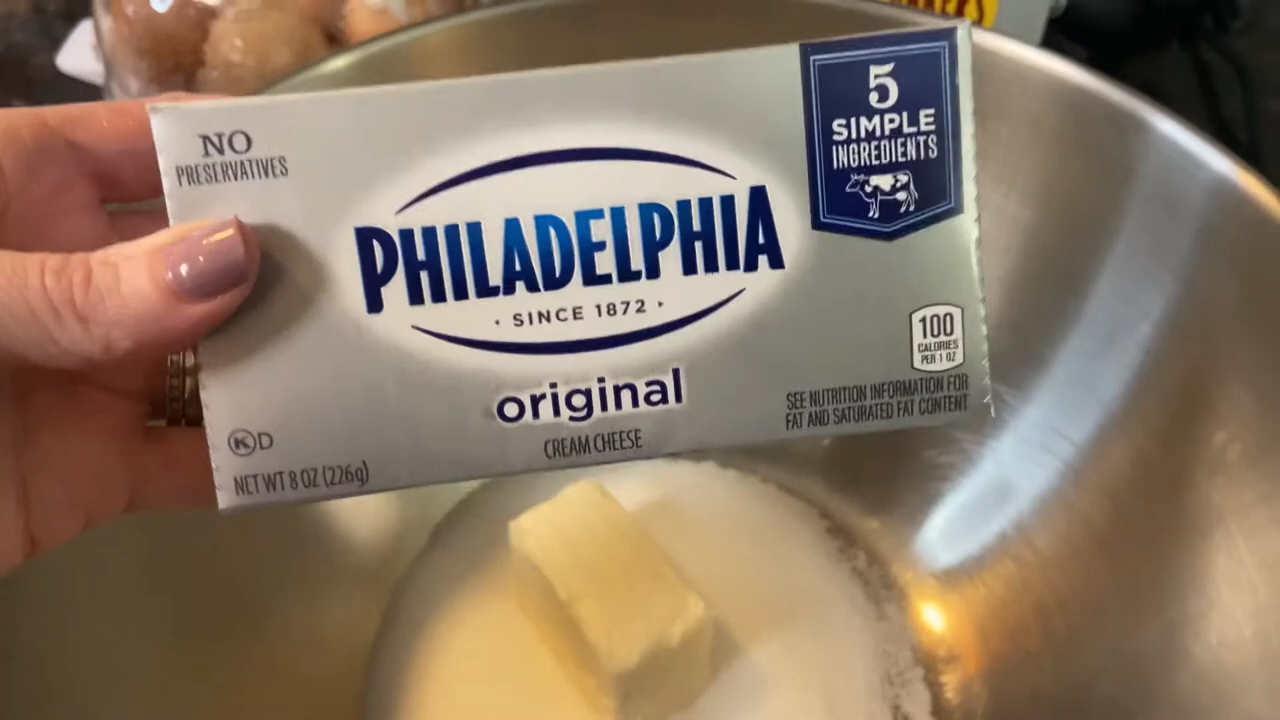 NO
PRESERVATIVES
5
SIMPLE
INGREDIENTS
PHILADELPHIA
• SINCE 1872 •
original
CREAM CHEESE
100
CALORIES
PER 1 OZ
SEE NUTRITION INFORMATION FOR
FAT AND SATURATED FAT CONTENT
K D
NET WT 8 OZ (226g)